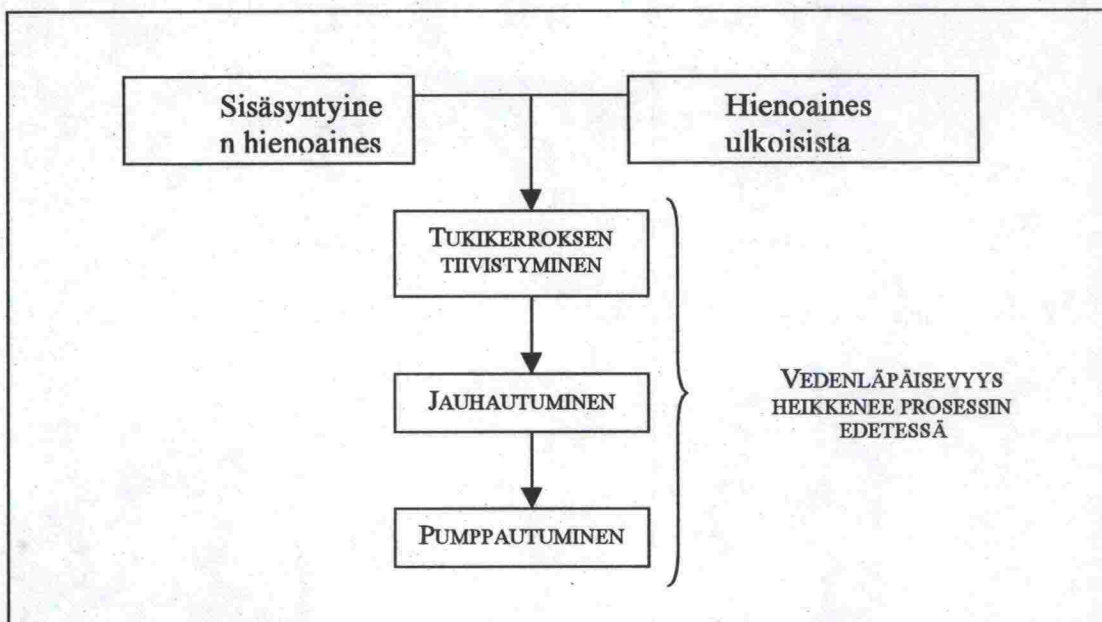 Sisäsyntyine
n hienoaines
Hienoaines
ulkoisista
TUKIKERROKSEN
TIIVISTYMINEN
JAUHAUTUMINEN
PUMPPAUTUMINEN
VEDENLÄPÄISEVYYS
HEIKKENEE PROSESSIN
EDETESSÄ